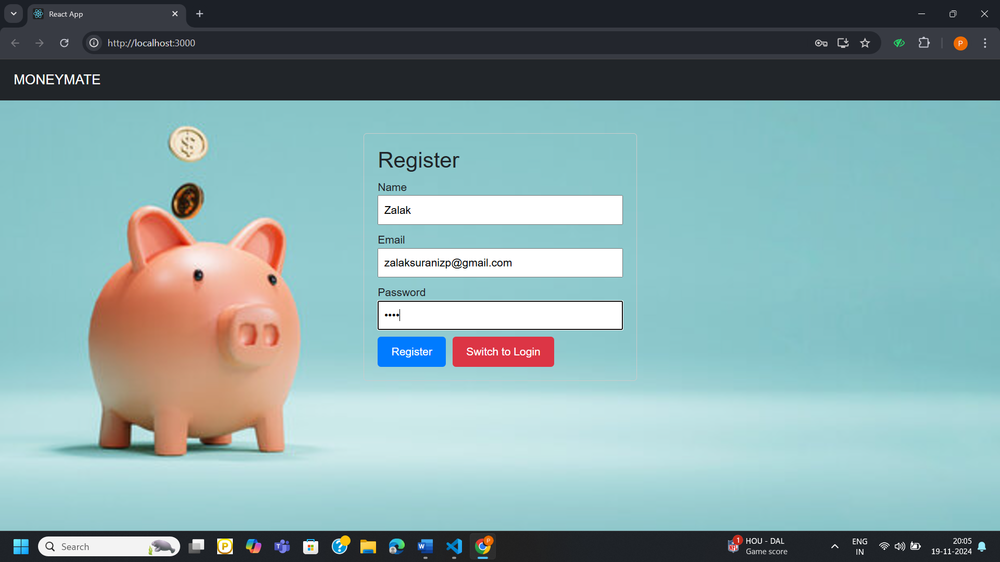 React App
http://localhost:3000
P
MONEYMATE
Register
Name
Zalak
Email
zalaksuranizp@gmail.com
Password
••••
Register Switch to Login
Search
P
T
?
W
P
NFL
1
HOU - DAL
Game score
ENG
IN
20:05
19-11-2024